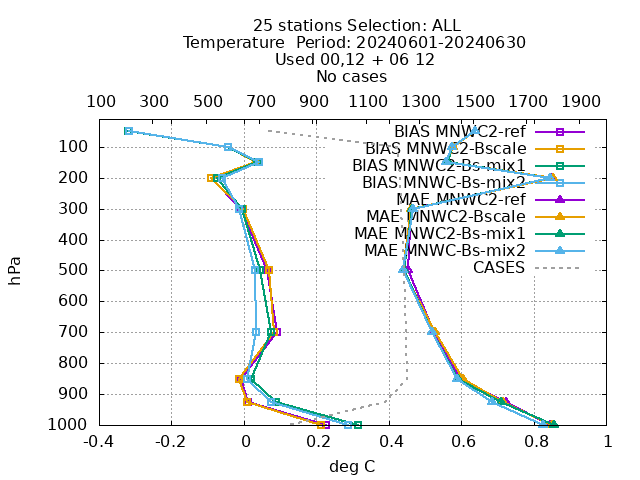 25 stations Selection: ALL
Temperature  Period: 20240601-20240630
Used 00,12 + 06 12
No cases
100 300 500 700 900 1100 1300 1500 1700 1900
BIAS MNWC2-ref
BIAS MNWC2-Bscale
BIAS MNWC2-Bs-mix1
BIAS MNWC-Bs-mix2
MAE MNWC2-ref
MAE MNWC2-Bscale
MAE MNWC2-Bs-mix1
MAE MNWC-Bs-mix2
CASES
100
200
300
400
500
600
700
800
900
1000
hPa
-0.4 -0.2 0 0.2 0.4 0.6 0.8 1
deg C